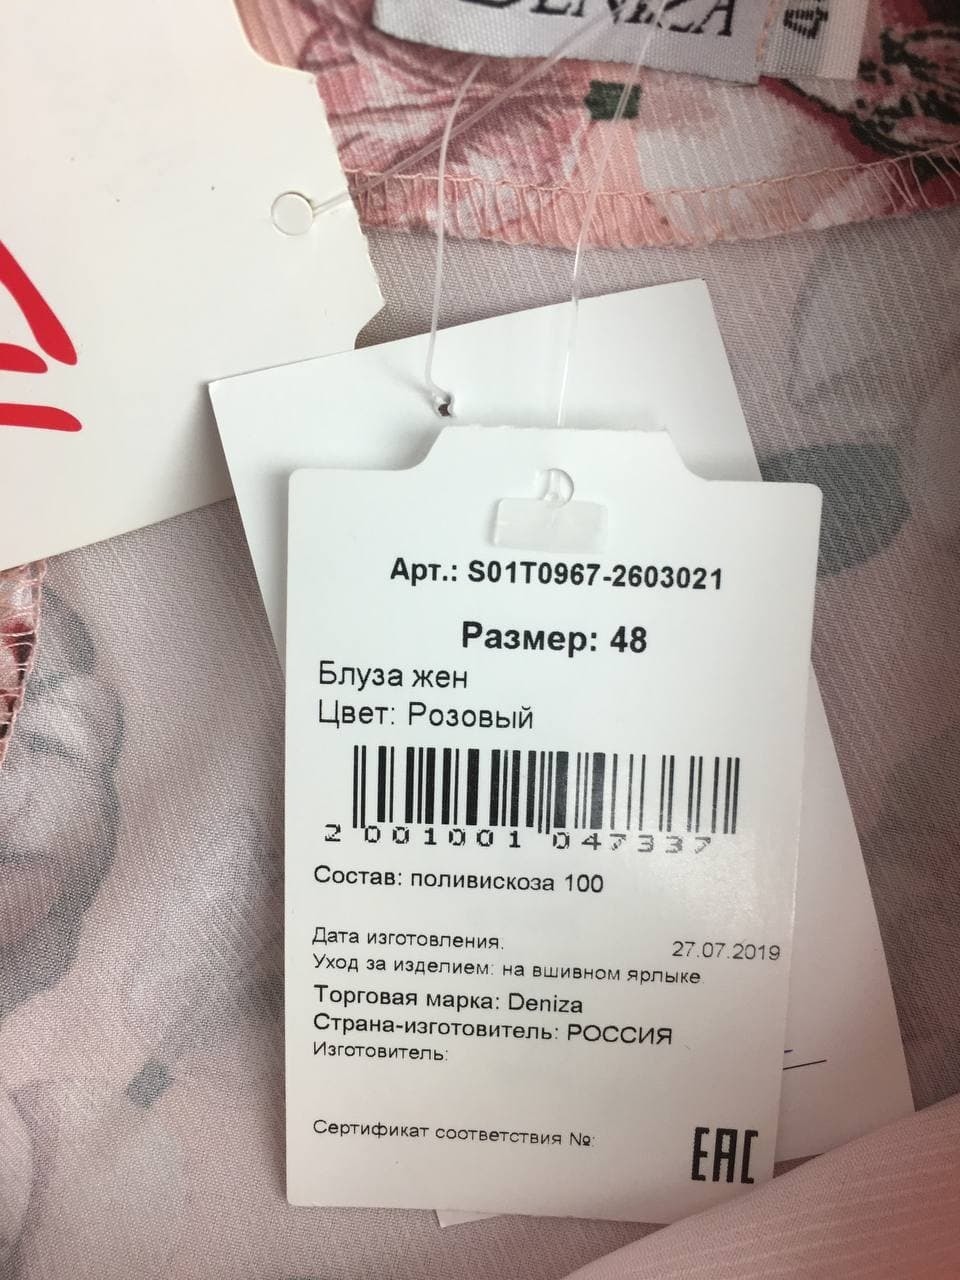 DENIZA
Арт.: S01T0967-2603021
Размер: 48
Блуза жен
Цвет: Розовый
2 001001 047337
Состав: поливискоза 100
Дата изготовления. 27.07.2019
Уход за изделием: на вшивном ярлыке
Торговая марка: Deniza
Страна-изготовитель: РОССИЯ
Изготовитель:
Сертификат соответствия №:
EAC